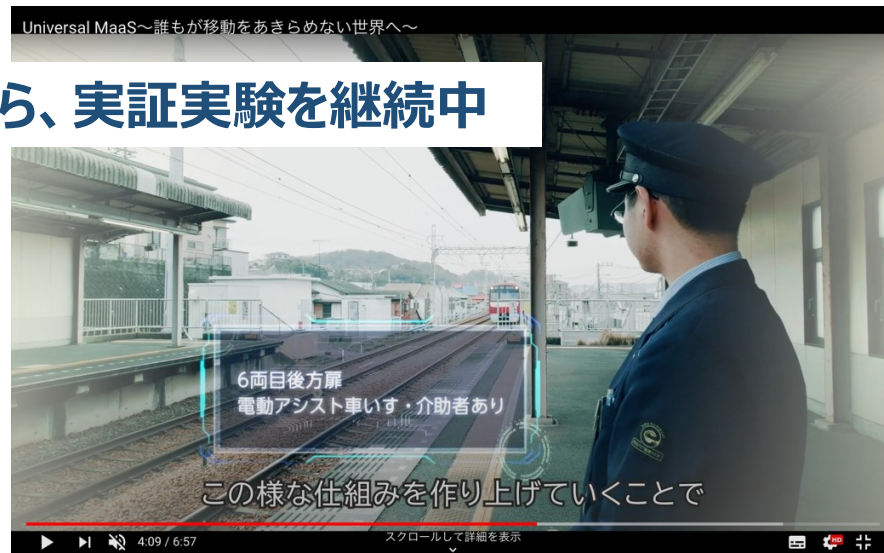 Universal MaaS～誰もが移動をあきらめない世界へ～
ら、実証実験を継続中
6両目後方扉
電動アシスト車いす・介助者あり
この様な仕組みを作り上げていくことで
4:09 / 6:57
スクロールして詳細を表示
HD